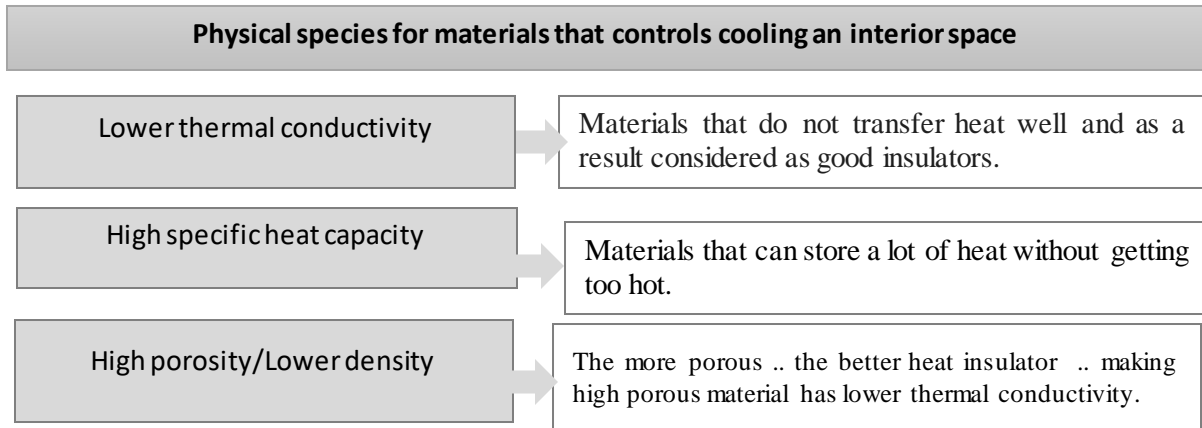 Physical species for materials that controls cooling an interior space
Lower thermal conductivity
Materials that do not transfer heat well and as a
result considered as good insulators.
High specific heat capacity
Materials that can store a lot of heat without getting
too hot.
High porosity/Lower density
The more porous .. the better heat insulator .. making
high porous material has lower thermal conductivity.